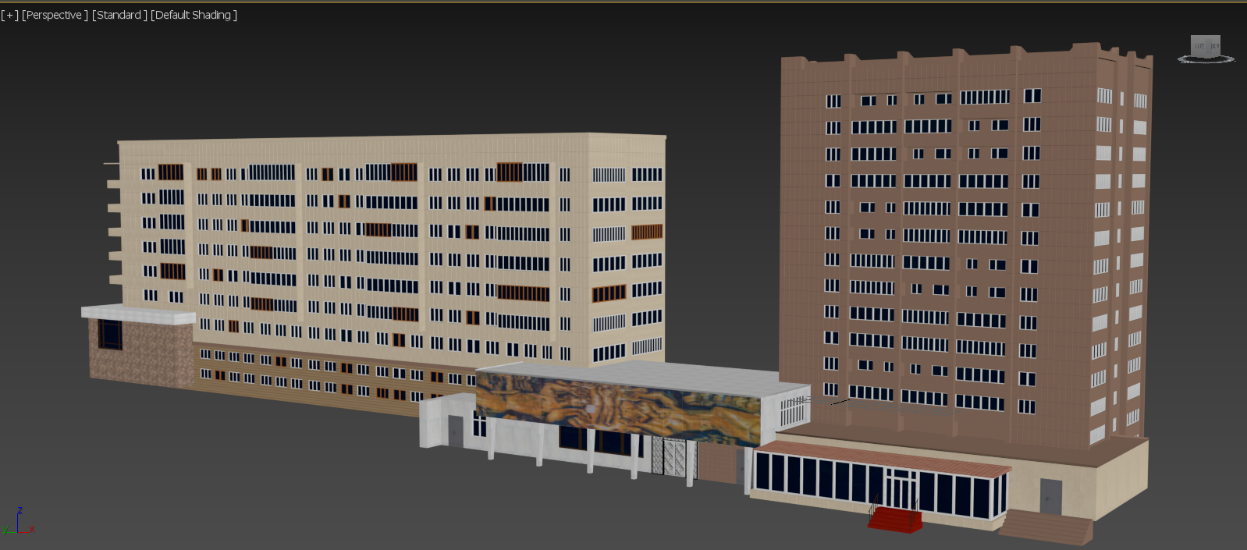 [+] [Perspective ] [Standard ] [Default Shading ]
z